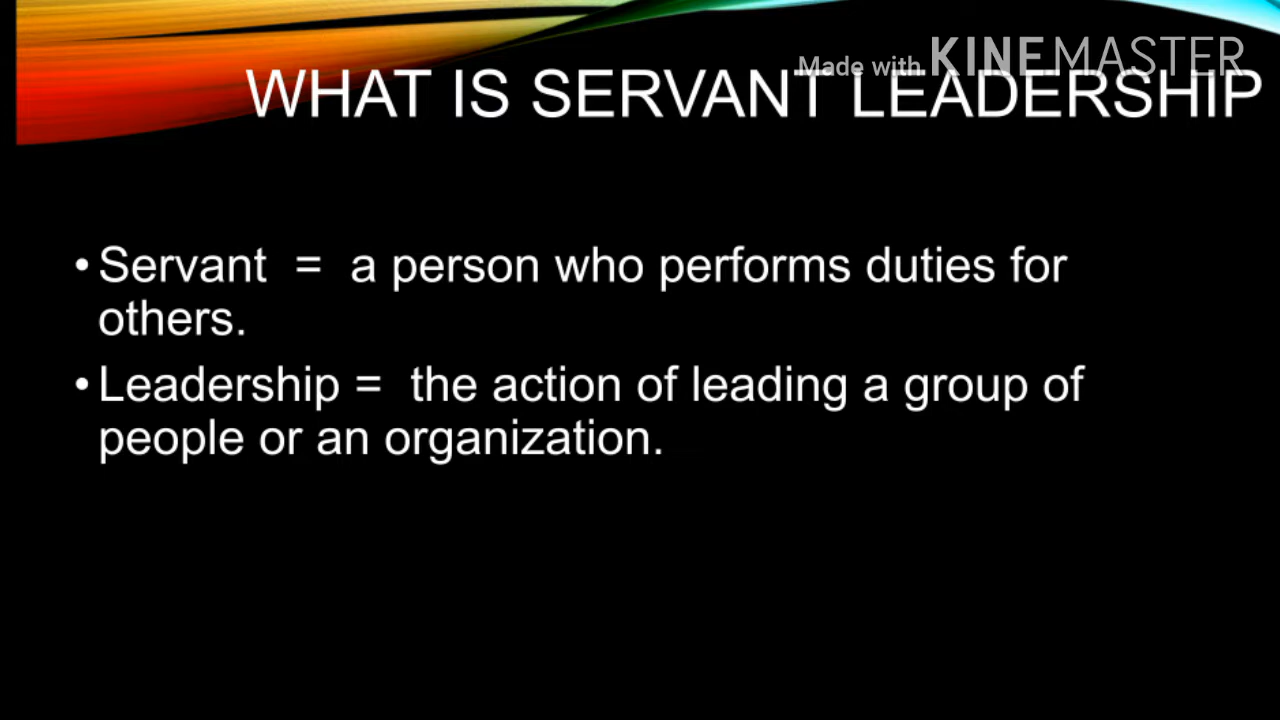 Made with KINEMASTER
WHAT IS SERVANT LEADERSHIP
• Servant = a person who performs duties for
others.
• Leadership = the action of leading a group of
people or an organization.